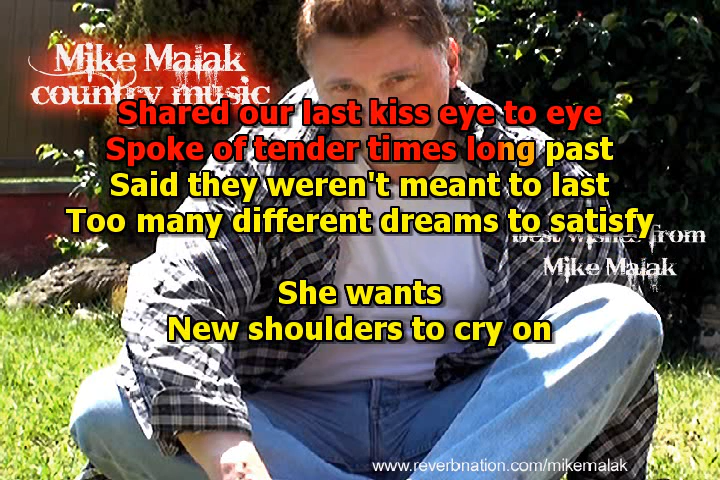 Mike Malak
country music
Shared our last kiss eye to eye
Spoke of tender times long past
Said they weren't meant to last
Too many different dreams to satisfy
Best wishes from
Mike Malak
She wants
New shoulders to cry on
www.reverbnation.com/mikemalak